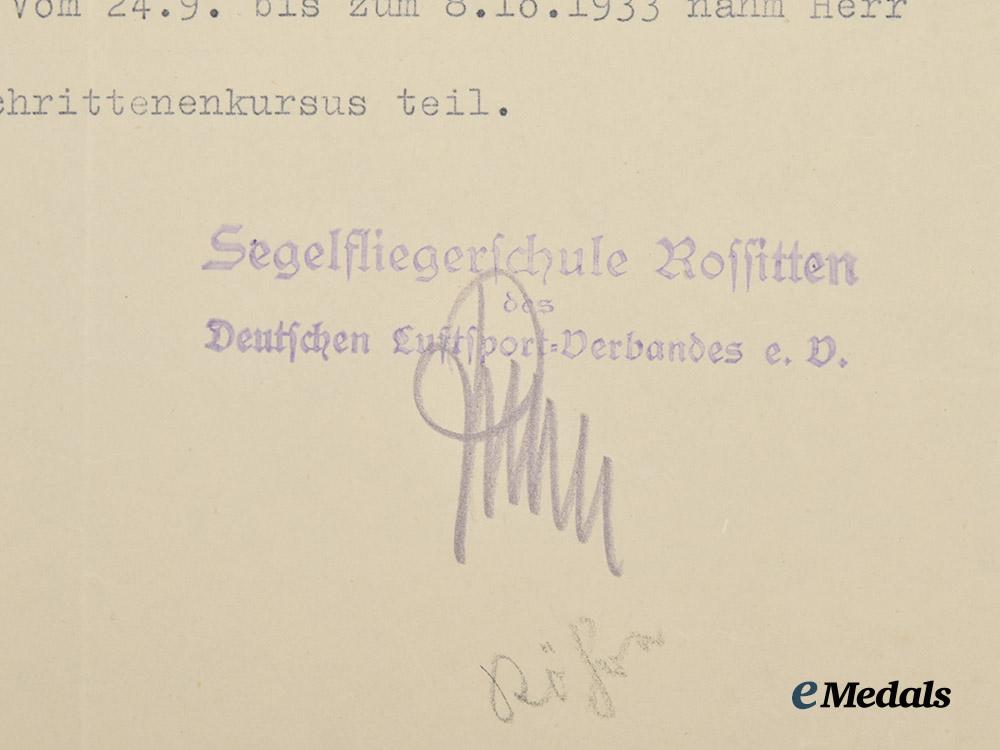 Vom 24.9. bis zum 8.10.1933 nahm Herr
chrittenenkursus teil.
Segelfliegerschule Rossitten
des
Deutschen Luftsport-Verbandes e. V.
eMedals